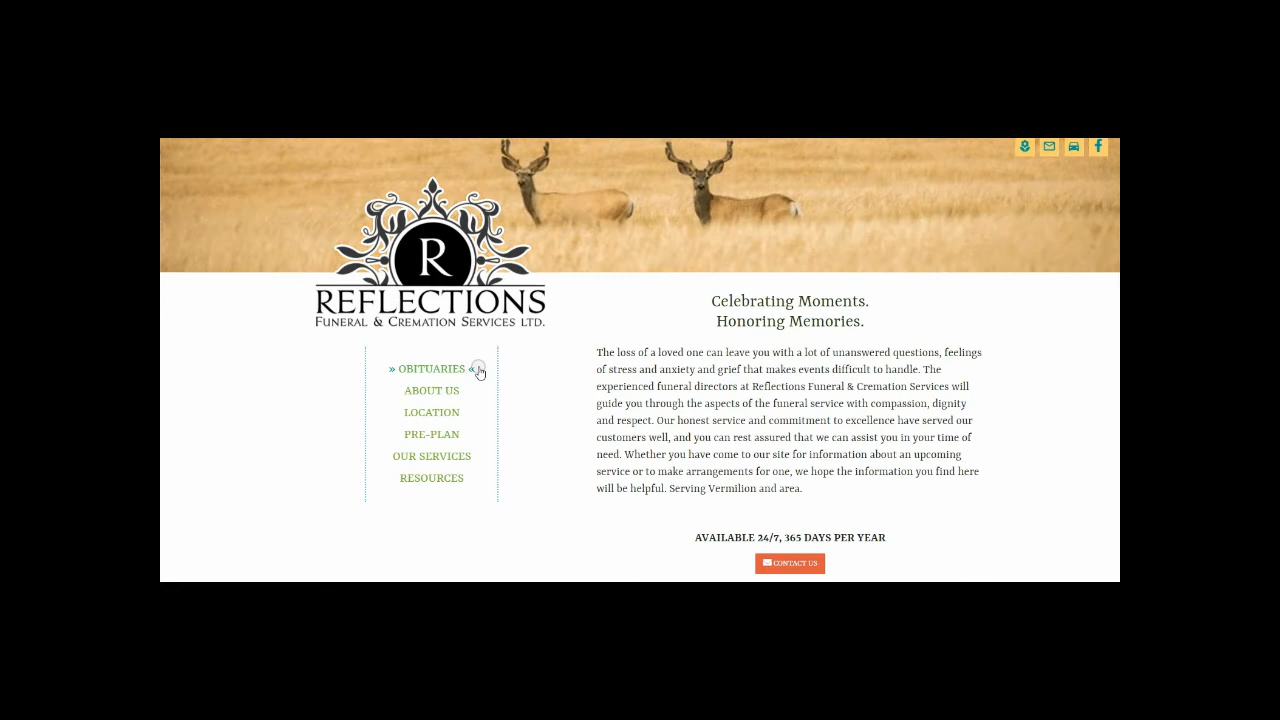 R
REFLECTIONS
FUNERAL & CREMATION SERVICES LTD.
» OBITUARIES «
ABOUT US
LOCATION
PRE-PLAN
OUR SERVICES
RESOURCES
Celebrating Moments.
Honoring Memories.
The loss of a loved one can leave you with a lot of unanswered questions, feelings
of stress and anxiety and grief that makes events difficult to handle. The
experienced funeral directors at Reflections Funeral & Cremation Services will
guide you through the aspects of the funeral service with compassion, dignity
and respect. Our honest service and commitment to excellence have served our
customers well, and you can rest assured that we can assist you in your time of
need. Whether you have come to our site for information about an upcoming
service or to make arrangements for one, we hope the information you find here
will be helpful. Serving Vermilion and area.
AVAILABLE 24/7, 365 DAYS PER YEAR
CONTACT US